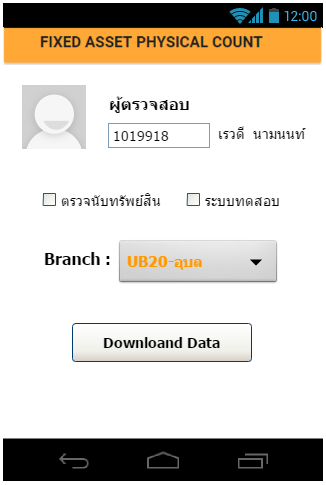 12:00
FIXED ASSET PHYSICAL COUNT
ผู้ตรวจสอบ
1019918 เรวดี นามนนท์
ตรวจนับทรัพย์สิน ระบบทดสอบ
Branch : UB20-อุบล
Downloand Data